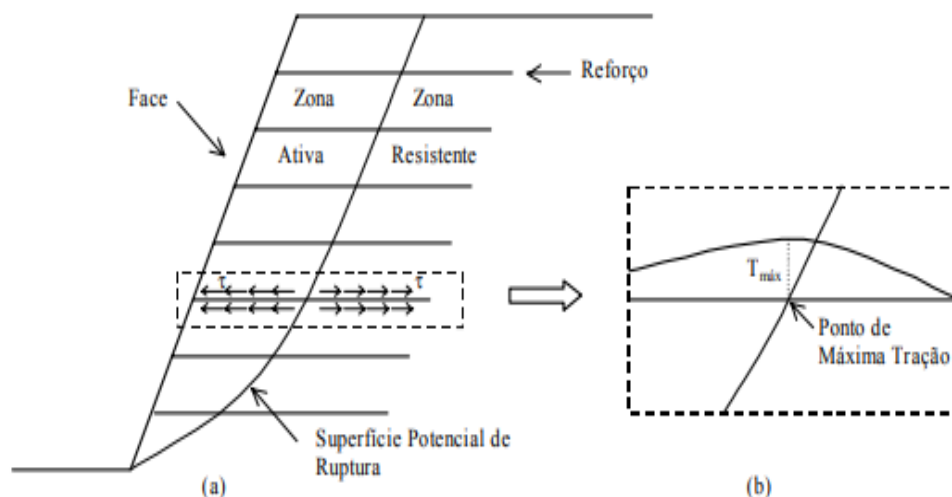 Reforço
Face
Zona
Zona
Ativa
Resistente
τ
τ
Tmáx
Ponto de
Máxima Tração
Superfície Potencial de
Ruptura
(a)
(b)